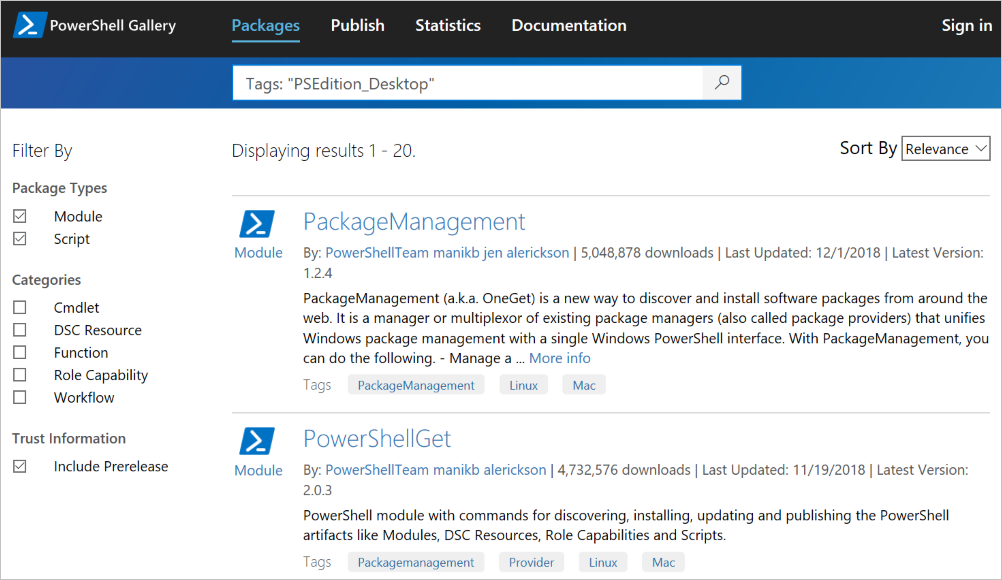 PowerShell Gallery Packages Publish Statistics Documentation Sign in
Tags: "PSEdition_Desktop"
Filter By
Package Types
Module
Script
Categories
Cmdlet
DSC Resource
Function
Role Capability
Workflow
Trust Information
Include Prerelease
Displaying results 1 - 20.
Sort By Relevance
Module
PackageManagement
By: PowerShellTeam manikb jen alerickson | 5,048,878 downloads | Last Updated: 12/1/2018 | Latest Version:
1.2.4
PackageManagement (a.k.a. OneGet) is a new way to discover and install software packages from around the
web. It is a manager or multiplexor of existing package managers (also called package providers) that unifies
Windows package management with a single Windows PowerShell interface. With PackageManagement, you
can do the following. - Manage a ... More info
Tags PackageManagement Linux Mac
Module
PowerShellGet
By: PowerShellTeam manikb alerickson | 4,732,576 downloads | Last Updated: 11/19/2018 | Latest Version:
2.0.3
PowerShell module with commands for discovering, installing, updating and publishing the PowerShell
artifacts like Modules, DSC Resources, Role Capabilities and Scripts.
Tags Packagemanagement Provider Linux Mac